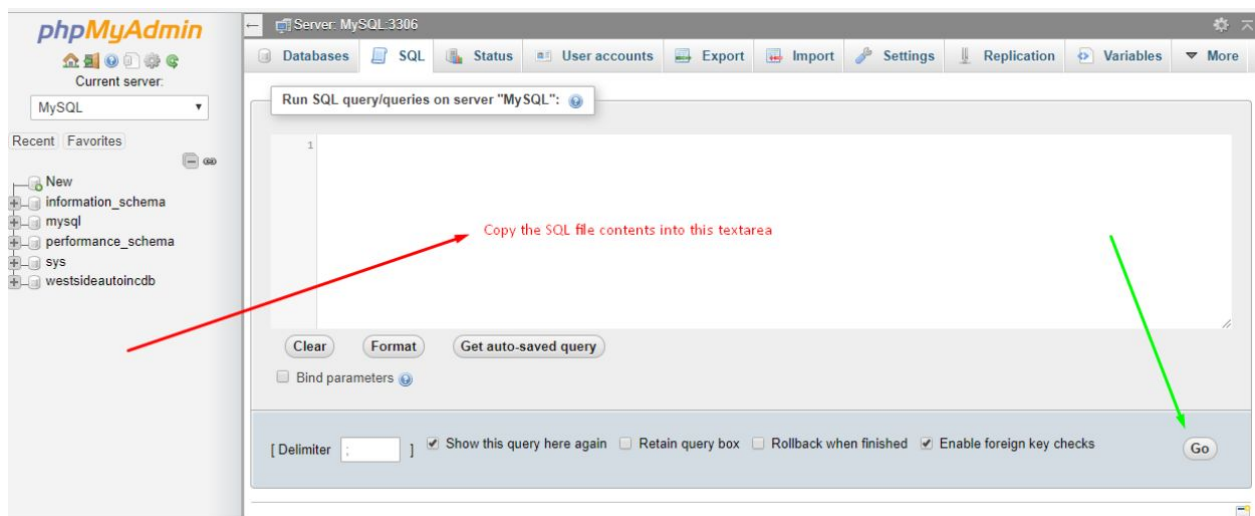 phpMyAdmin
Current server:
MySQL
Recent Favorites
New
information_schema
mysql
performance_schema
sys
westsideautoincdb
Server: MySQL:3306
Databases SQL Status User accounts Export Import Settings Replication Variables More
Run SQL query/queries on server "MySQL":
1
Copy the SQL file contents into this textarea
Clear Format Get auto-saved query
Bind parameters
[ Delimiter ; ] Show this query here again Retain query box Rollback when finished Enable foreign key checks Go